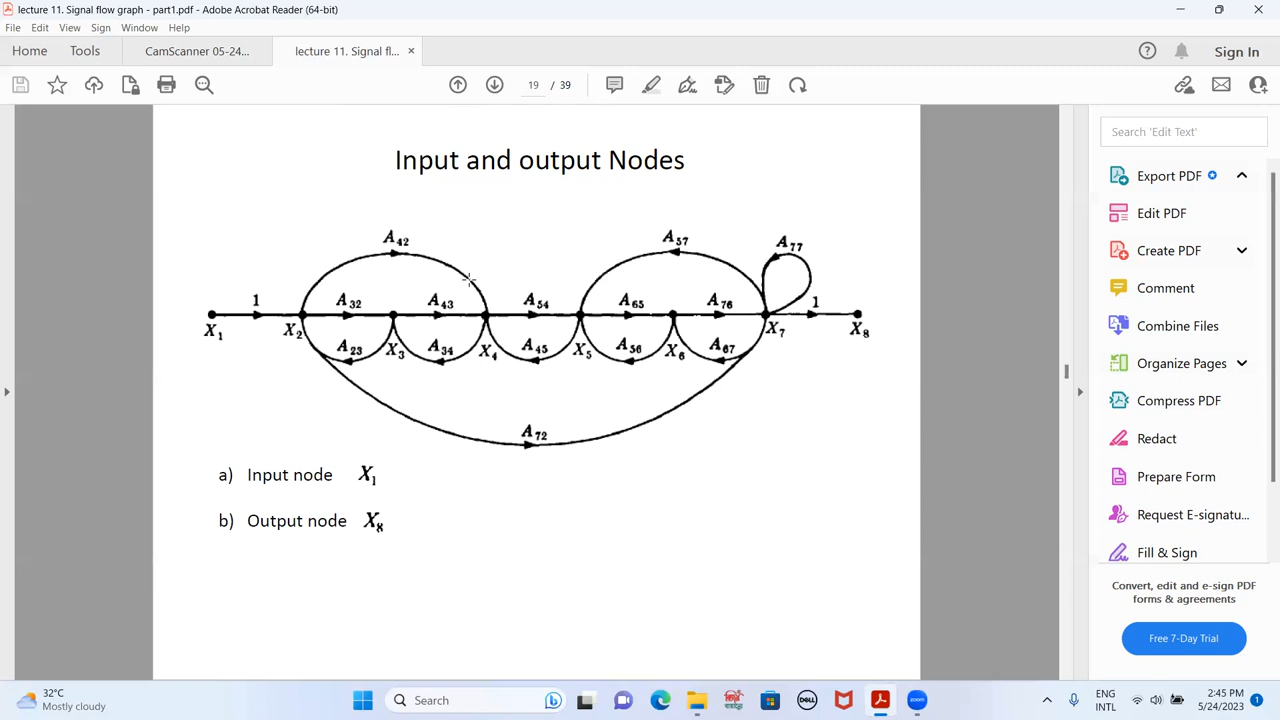 lecture 11. Signal flow graph - part1.pdf - Adobe Acrobat Reader (64-bit)
File Edit View Sign Window Help
Home Tools CamScanner 05-24... lecture 11. Signal fl... × Sign In
19 / 39
Input and output Nodes
A42 A57 A77
1 A32 A43 A54 A65 A76 1
X1 X2 A23 X3 A34 X4 A45 X5 A56 X6 A67 X7 X8
A72
a) Input node X1
b) Output node X8
Search 'Edit Text'
Export PDF
Edit PDF
Create PDF
Comment
Combine Files
Organize Pages
Compress PDF
Redact
Prepare Form
Request E-signatu...
Fill & Sign
Convert, edit and e-sign PDF
forms & agreements
Free 7-Day Trial
32°C
Mostly cloudy
Search
DELL
zoom
ENG
INTL
2:45 PM
5/24/2023
1